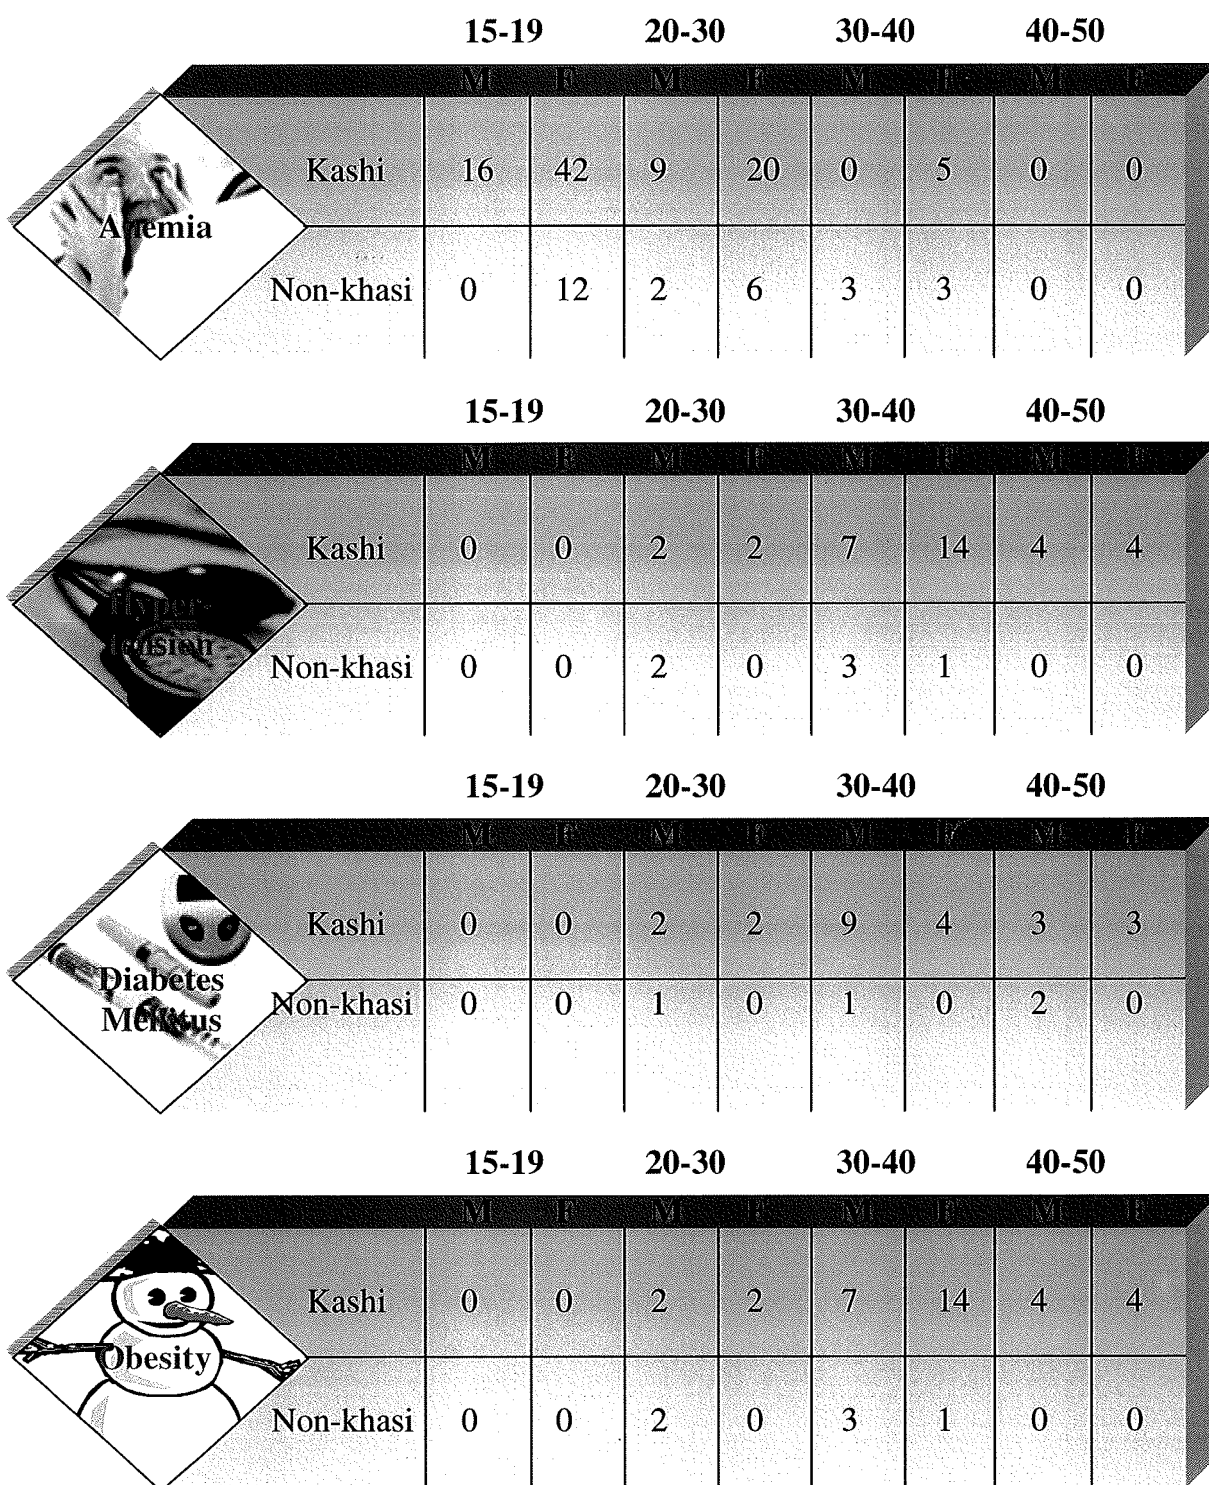 15-19 20-30 30-40 40-50
M F M F M F M F
Kashi 16 42 9 20 0 5 0 0
Anemia
Non-khasi 0 12 2 6 3 3 0 0
15-19 20-30 30-40 40-50
M F M F M F M F
Kashi 0 0 2 2 7 14 4 4
Hyper-
tension
Non-khasi 0 0 2 0 3 1 0 0
15-19 20-30 30-40 40-50
M F M F M F M F
Kashi 0 0 2 2 9 4 3 3
Diabetes
Mellitus
Non-khasi 0 0 1 0 1 0 2 0
15-19 20-30 30-40 40-50
M F M F M F M F
Kashi 0 0 2 2 7 14 4 4
Obesity
Non-khasi 0 0 2 0 3 1 0 0